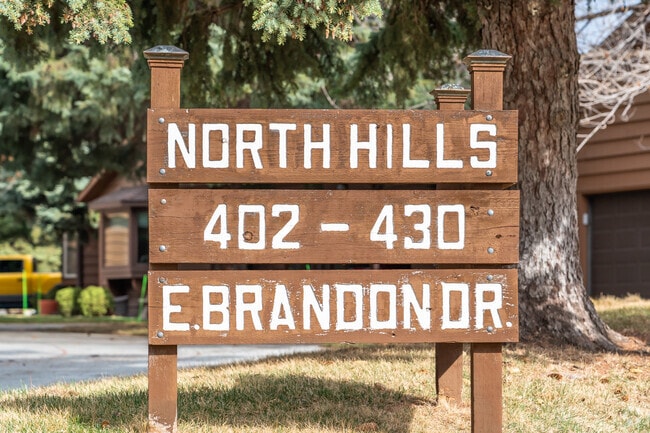 NORTH HILLS
402 - 430
E. BRANDON DR.